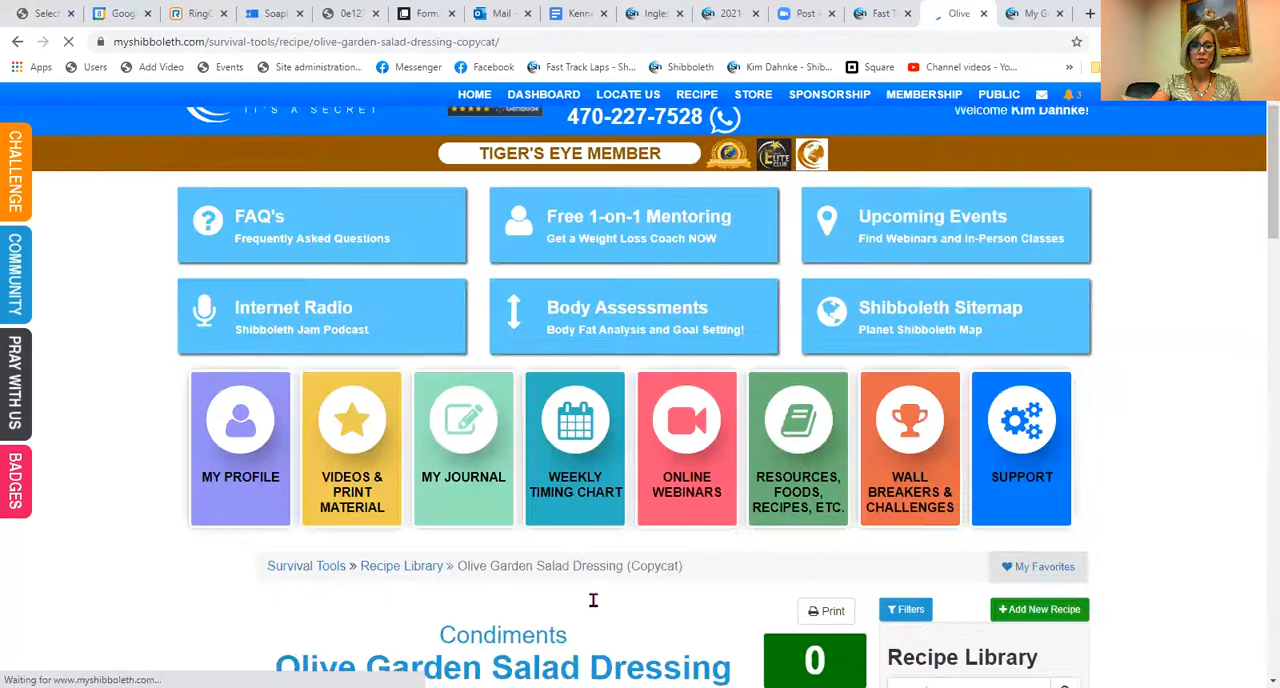 Select
Goog
RingC
Soapl
0e12
Form
Mail -
Kenne
Ingles
2021-
Post A
Fast T
Olive
My G
myshibboleth.com/survival-tools/recipe/olive-garden-salad-dressing-copycat/
Apps
Users
Add Video
Events
Site administration...
Messenger
Facebo
Fast Track Laps - Sh...
Shibboleth
Kim Dahnke - Shib...
Square
Channel videos - Yo...
»
HOME DASHBOARD LOCATE US RECIPE STORE SPONSORSHIP MEMBERSHIP PUBLIC 3
IT'S A SECRET
470-227-7528
Welcome Kim Dahnke!
TIGER'S EYE MEMBER
CHALLENGE
COMMUNITY
PRAY WITH US
BADGES
FAQ's
Frequently Asked Questions
Free 1-on-1 Mentoring
Get a Weight Loss Coach NOW
Upcoming Events
Find Webinars and In-Person Classes
Internet Radio
Shibboleth Jam Podcast
Body Assessments
Body Fat Analysis and Goal Setting!
Shibboleth Sitemap
Planet Shibboleth Map
MY PROFILE
VIDEOS &
PRINT
MATERIAL
MY JOURNAL
WEEKLY
TIMING CHART
ONLINE
WEBINARS
RESOURCES,
FOODS,
RECIPES, ETC.
WALL
BREAKERS &
CHALLENGES
SUPPORT
Survival Tools » Recipe Library » Olive Garden Salad Dressing (Copycat)
My Favorites
Print
Filters
+ Add New Recipe
Condiments
Olive Garden Salad Dressing
0
Recipe Library
Waiting for www.myshibboleth.com...